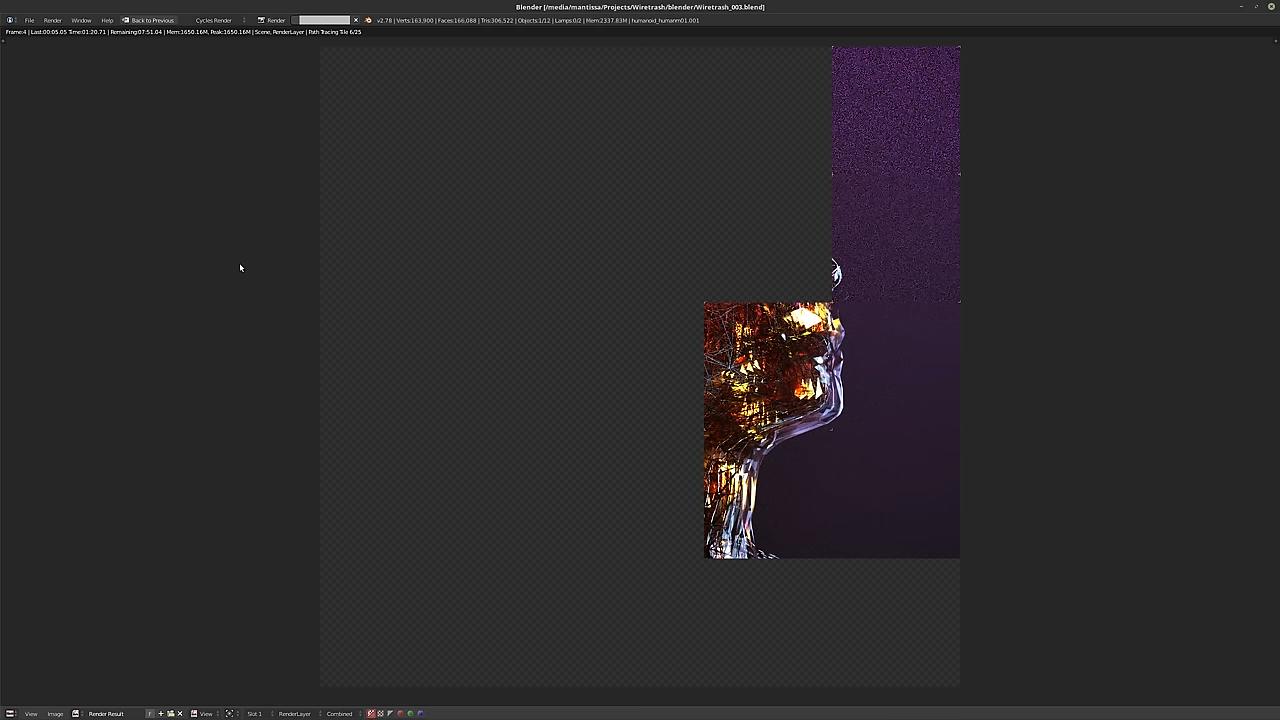 Blender [/media/mantissa/Projects/Wiretrash/blender/Wiretrash_003.blend]
File Render Window Help Back to Previous Cycles Render Render v2.78 | Verts:163,900 | Faces:166,088 | Tris:306,522 | Objects:1/12 | Lamps:0/2 | Mem:2337.83M | humanoid_humanm01.001
Frame:4 | Last:00:05.05 Time:01:20.71 | Remaining:07:51.04 | Mem:1650.16M, Peak:1650.16M | Scene, RenderLayer | Path Tracing Tile 6/25
View Image Render Result F View Slot 1 RenderLayer Combined